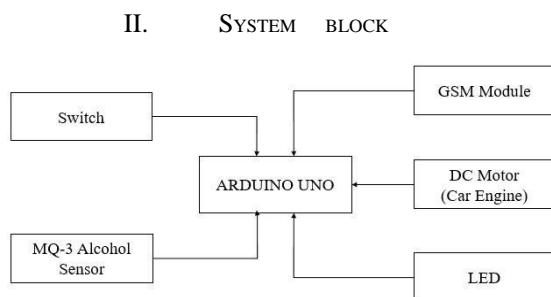 II. SYSTEM BLOCK
GSM Module
Switch
ARDUINO UNO
DC Motor
(Car Engine)
MQ-3 Alcohol
Sensor
LED